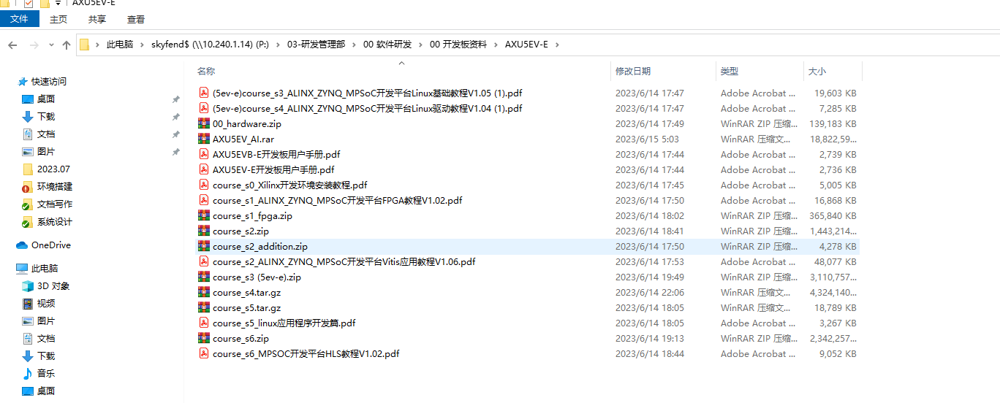 AXU5EV-E
文件 主页 共享 查看
此电脑 skyfend$ (\\10.240.1.14) (P:) 03-研发管理部 00 软件研发 00 开发板资料 AXU5EV-E
名称 修改日期 类型 大小
快速访问
桌面
下载
文档
图片
2023.07
环境搭建
文档写作
系统设计
OneDrive
此电脑
3D 对象
视频
图片
文档
下载
音乐
桌面
(5ev-e)course_s3_ALINX_ZYNQ_MPSoC开发平台Linux基础教程V1.05 (1).pdf 2023/6/14 17:47 Adobe Acrobat ... 19,603 KB
(5ev-e)course_s4_ALINX_ZYNQ_MPSoC开发平台Linux驱动教程V1.04 (1).pdf 2023/6/14 17:47 Adobe Acrobat ... 7,285 KB
00_hardware.zip 2023/6/14 17:49 WinRAR ZIP 压缩... 139,183 KB
AXU5EV_AI.rar 2023/6/15 5:03 WinRAR 压缩文... 18,822,59...
AXU5EVB-E开发板用户手册.pdf 2023/6/14 17:44 Adobe Acrobat ... 2,739 KB
AXU5EV-E开发板用户手册.pdf 2023/6/14 17:44 Adobe Acrobat ... 2,736 KB
course_s0_Xilinx开发环境安装教程.pdf 2023/6/14 17:45 Adobe Acrobat ... 5,005 KB
course_s1_ALINX_ZYNQ_MPSoC开发平台FPGA教程V1.02.pdf 2023/6/14 17:50 Adobe Acrobat ... 16,868 KB
course_s1_fpga.zip 2023/6/14 18:02 WinRAR ZIP 压缩... 365,840 KB
course_s2.zip 2023/6/14 18:41 WinRAR ZIP 压缩... 1,443,214...
course_s2_addition.zip 2023/6/14 17:50 WinRAR ZIP 压缩... 4,278 KB
course_s2_ALINX_ZYNQ_MPSoC开发平台Vitis应用教程V1.06.pdf 2023/6/14 17:53 Adobe Acrobat ... 48,077 KB
course_s3 (5ev-e).zip 2023/6/14 19:49 WinRAR ZIP 压缩... 3,110,757...
course_s4.tar.gz 2023/6/14 22:06 WinRAR 压缩文... 4,324,140...
course_s5.tar.gz 2023/6/14 18:05 WinRAR 压缩文... 18,789 KB
course_s5_linux应用程序开发篇.pdf 2023/6/14 18:05 Adobe Acrobat ... 3,267 KB
course_s6.zip 2023/6/14 19:13 WinRAR ZIP 压缩... 2,342,257...
course_s6_MPSOC开发平台HLS教程V1.02.pdf 2023/6/14 18:44 Adobe Acrobat ... 9,052 KB